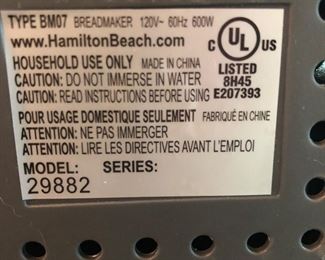 TYPE BM07 BREADMAKER 120V~ 60Hz 600W
www.HamiltonBeach.com
HOUSEHOLD USE ONLY MADE IN CHINA
CAUTION: DO NOT IMMERSE IN WATER
CAUTION: READ INSTRUCTIONS BEFORE USING
C UL US
LISTED
8H45
E207393
POUR USAGE DOMESTIQUE SEULEMENT FABRIQUÉ EN CHINE
ATTENTION: NE PAS IMMERGER
ATTENTION: LIRE LES DIRECTIVES AVANT L'EMPLOI
MODEL: SERIES:
29882